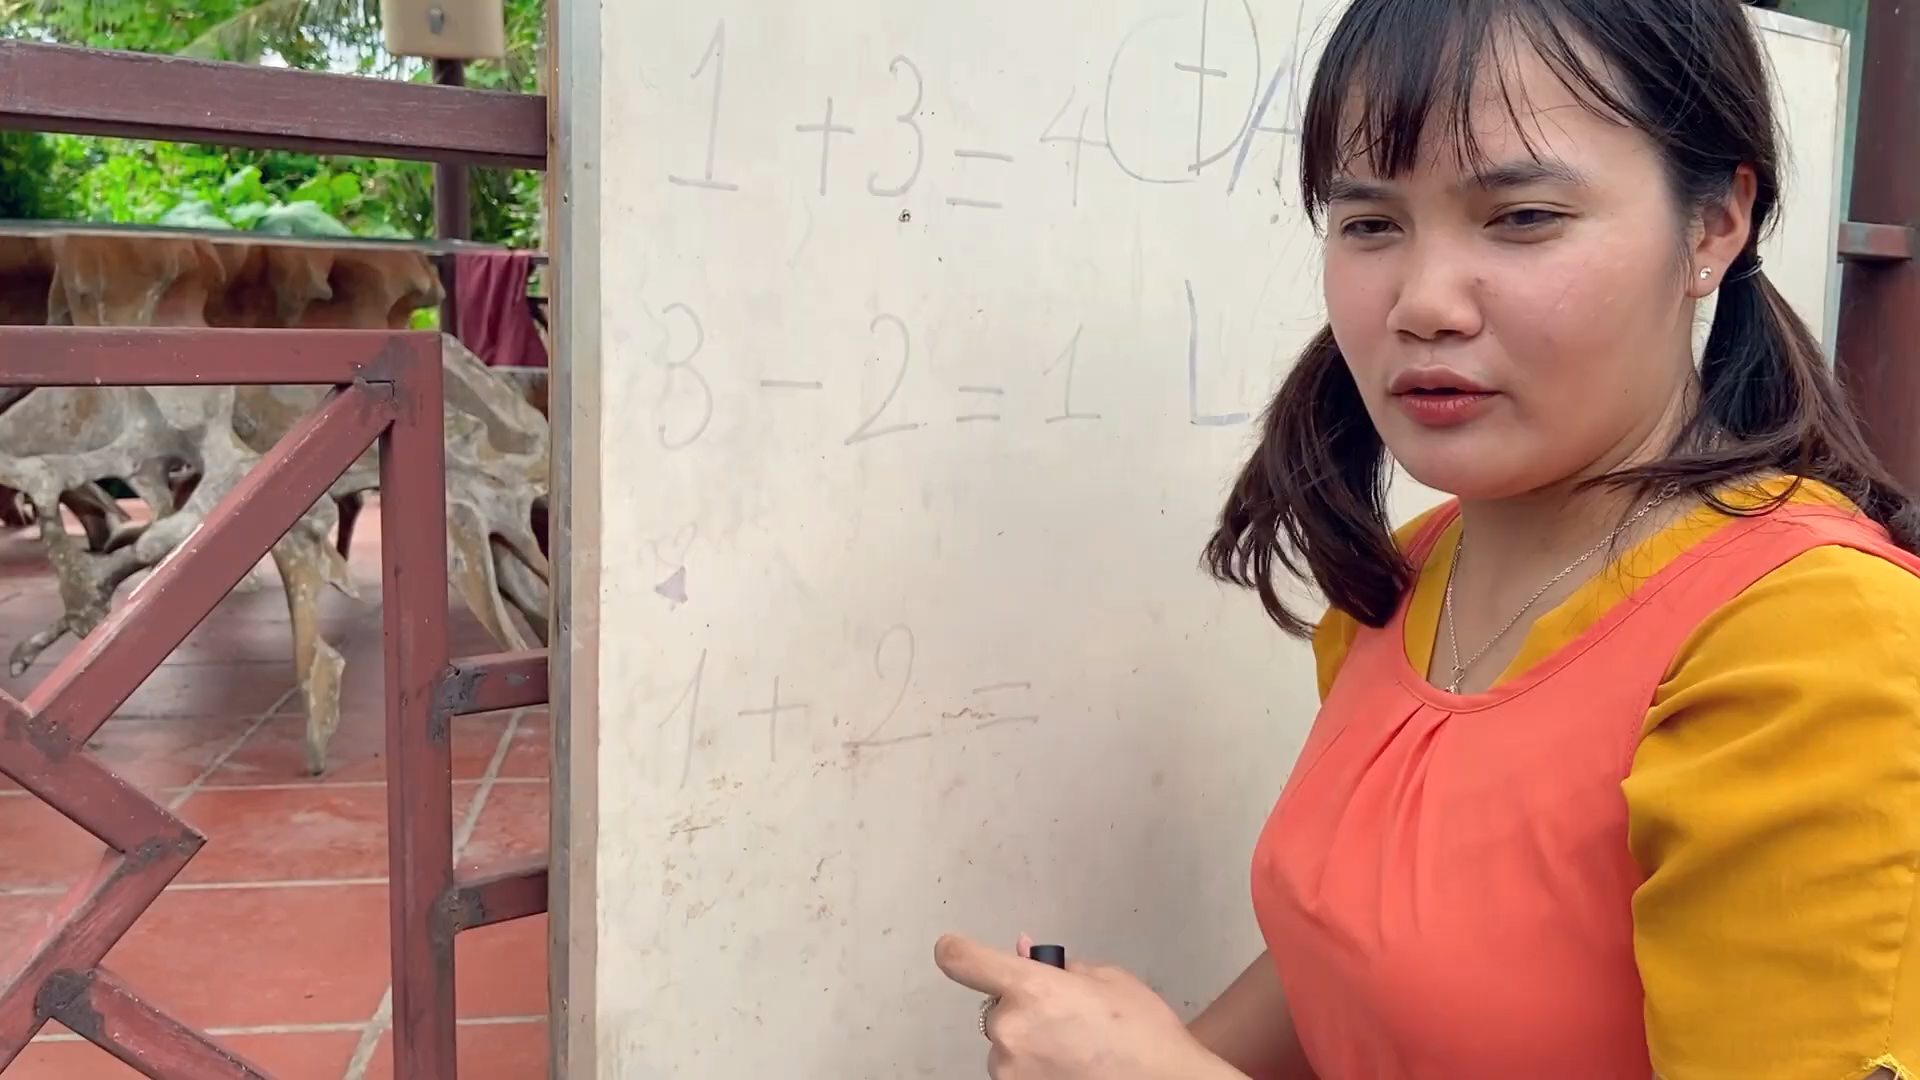 1 + 3 = 4 + A
3 - 2 = 1 L
1 + 2 =